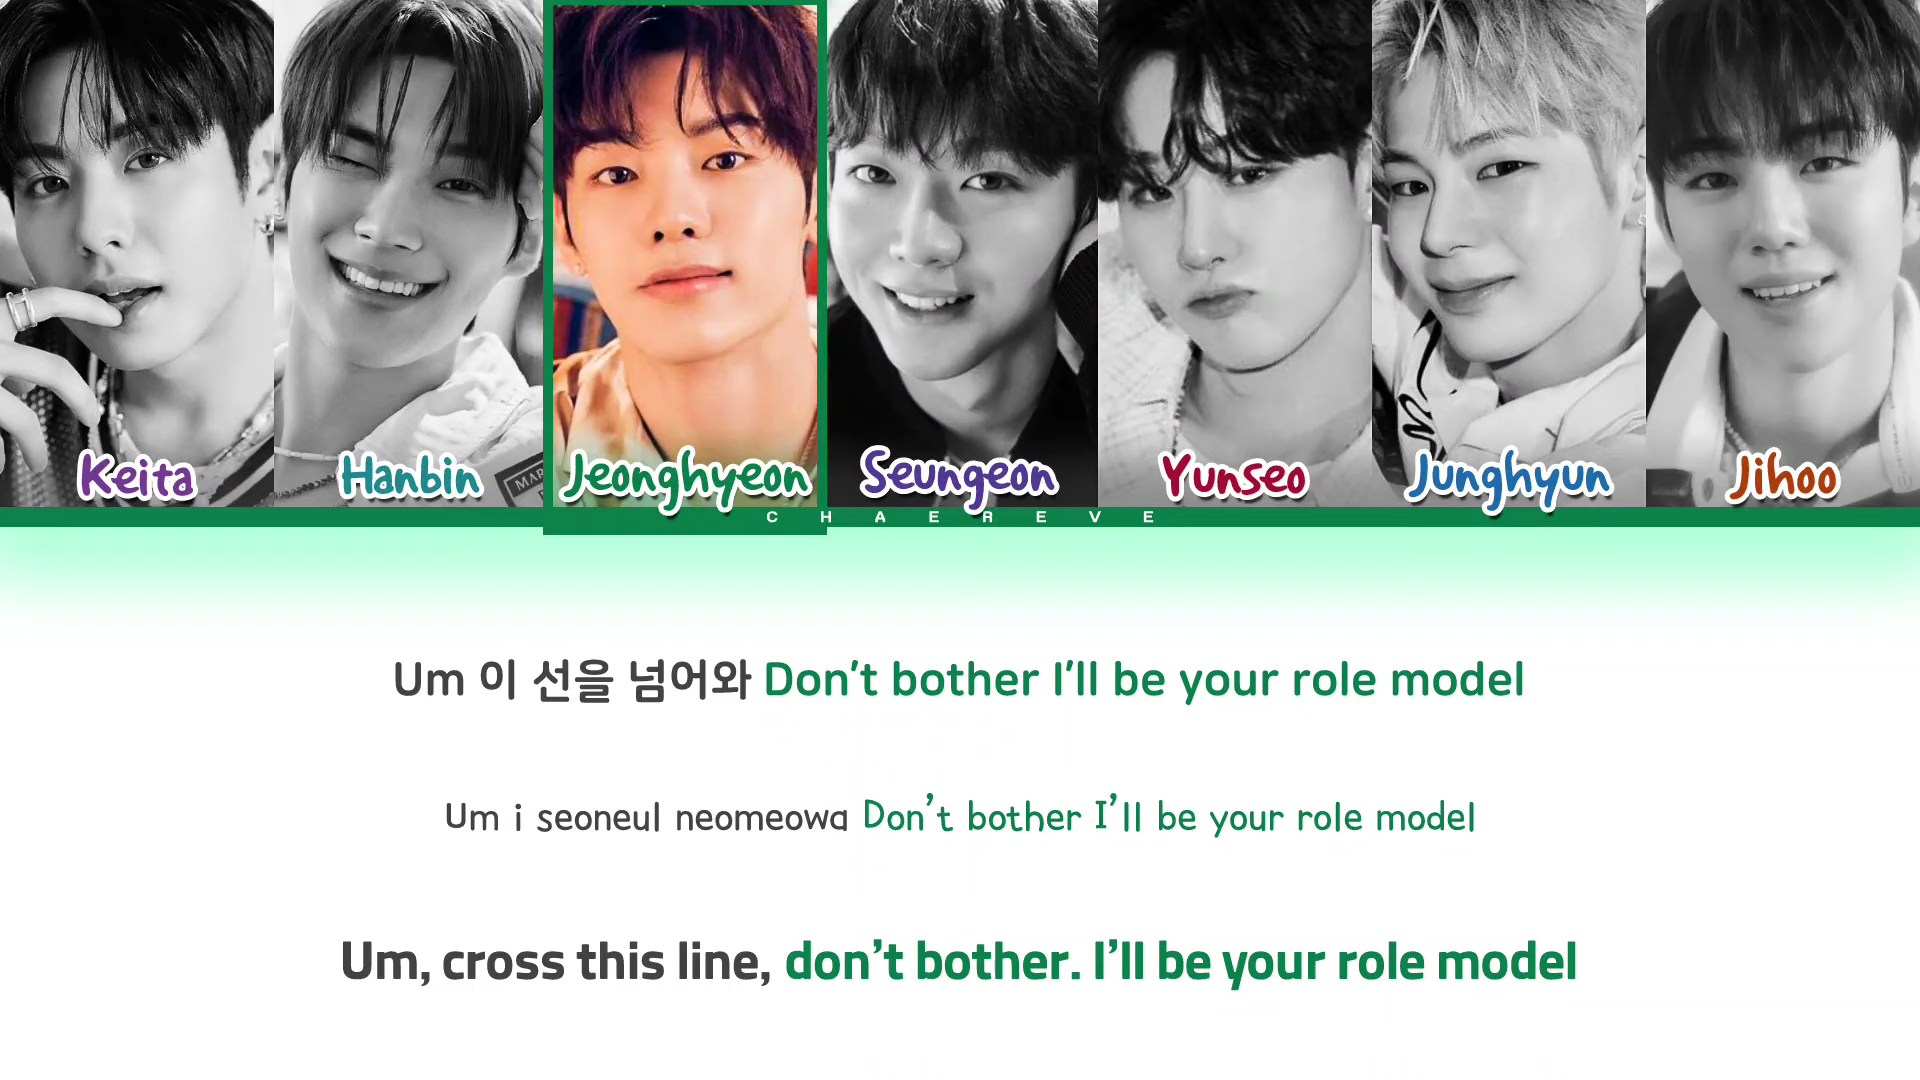 Keita Hanbin Jeonghyeon Seungeon Yunseo Junghyun Jihoo
CHAEREVE
Um 이 선을 넘어와 Don't bother I'll be your role model
Um i seoneul neomeowa Don't bother I'll be your role model
Um, cross this line, don't bother. I'll be your role model